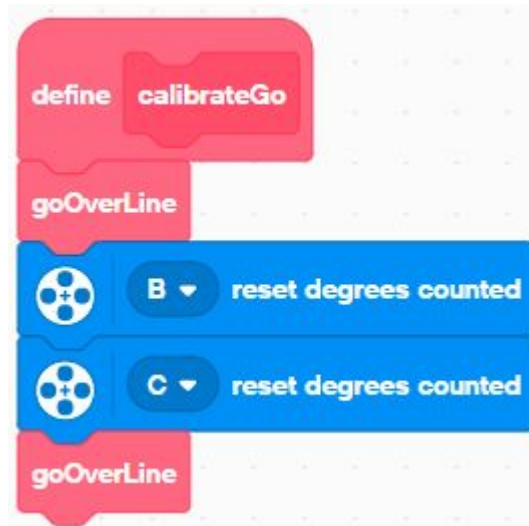 define calibrateGo
goOverLine
B reset degrees counted
C reset degrees counted
goOverLine